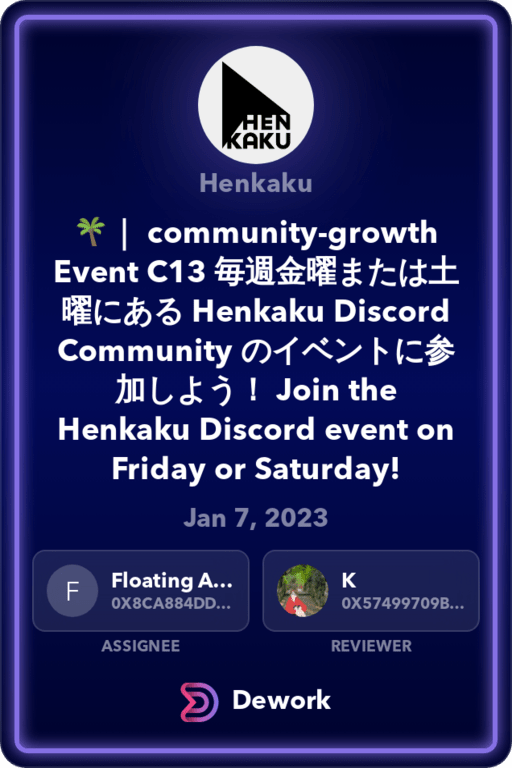 HEN
KAKU
Henkaku
🌴｜ community-growth
Event C13 毎週金曜または土
曜にある Henkaku Discord
Community のイベントに参
加しよう！ Join the
Henkaku Discord event on
Friday or Saturday!
Jan 7, 2023
F
Floating A...
0X8CA884DD...
ASSIGNEE
K
0X57499709B...
REVIEWER
Dework